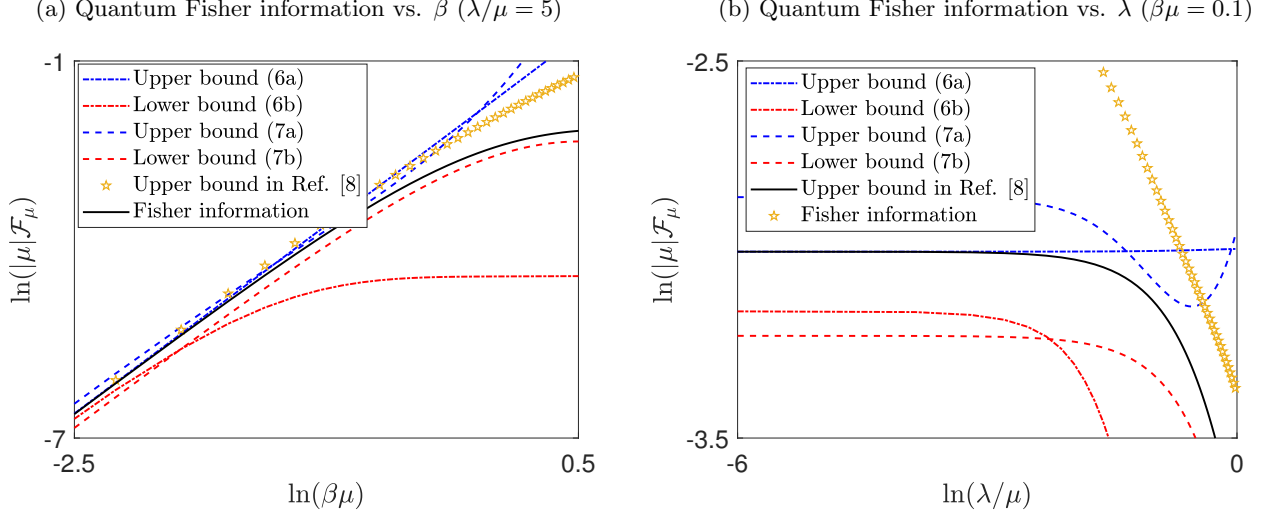 (a) Quantum Fisher information vs. β (λ/μ = 5)
-1
Upper bound (6a)
Lower bound (6b)
Upper bound (7a)
Lower bound (7b)
Upper bound in Ref. [8]
Fisher information
ln(|μ|ℱμ)
-7
-2.5
0.5
ln(βμ)
(b) Quantum Fisher information vs. λ (βμ = 0.1)
-2.5
Upper bound (6a)
Lower bound (6b)
Upper bound (7a)
Lower bound (7b)
Upper bound in Ref. [8]
Fisher information
ln(|μ|ℱμ)
-3.5
-6
0
ln(λ/μ)